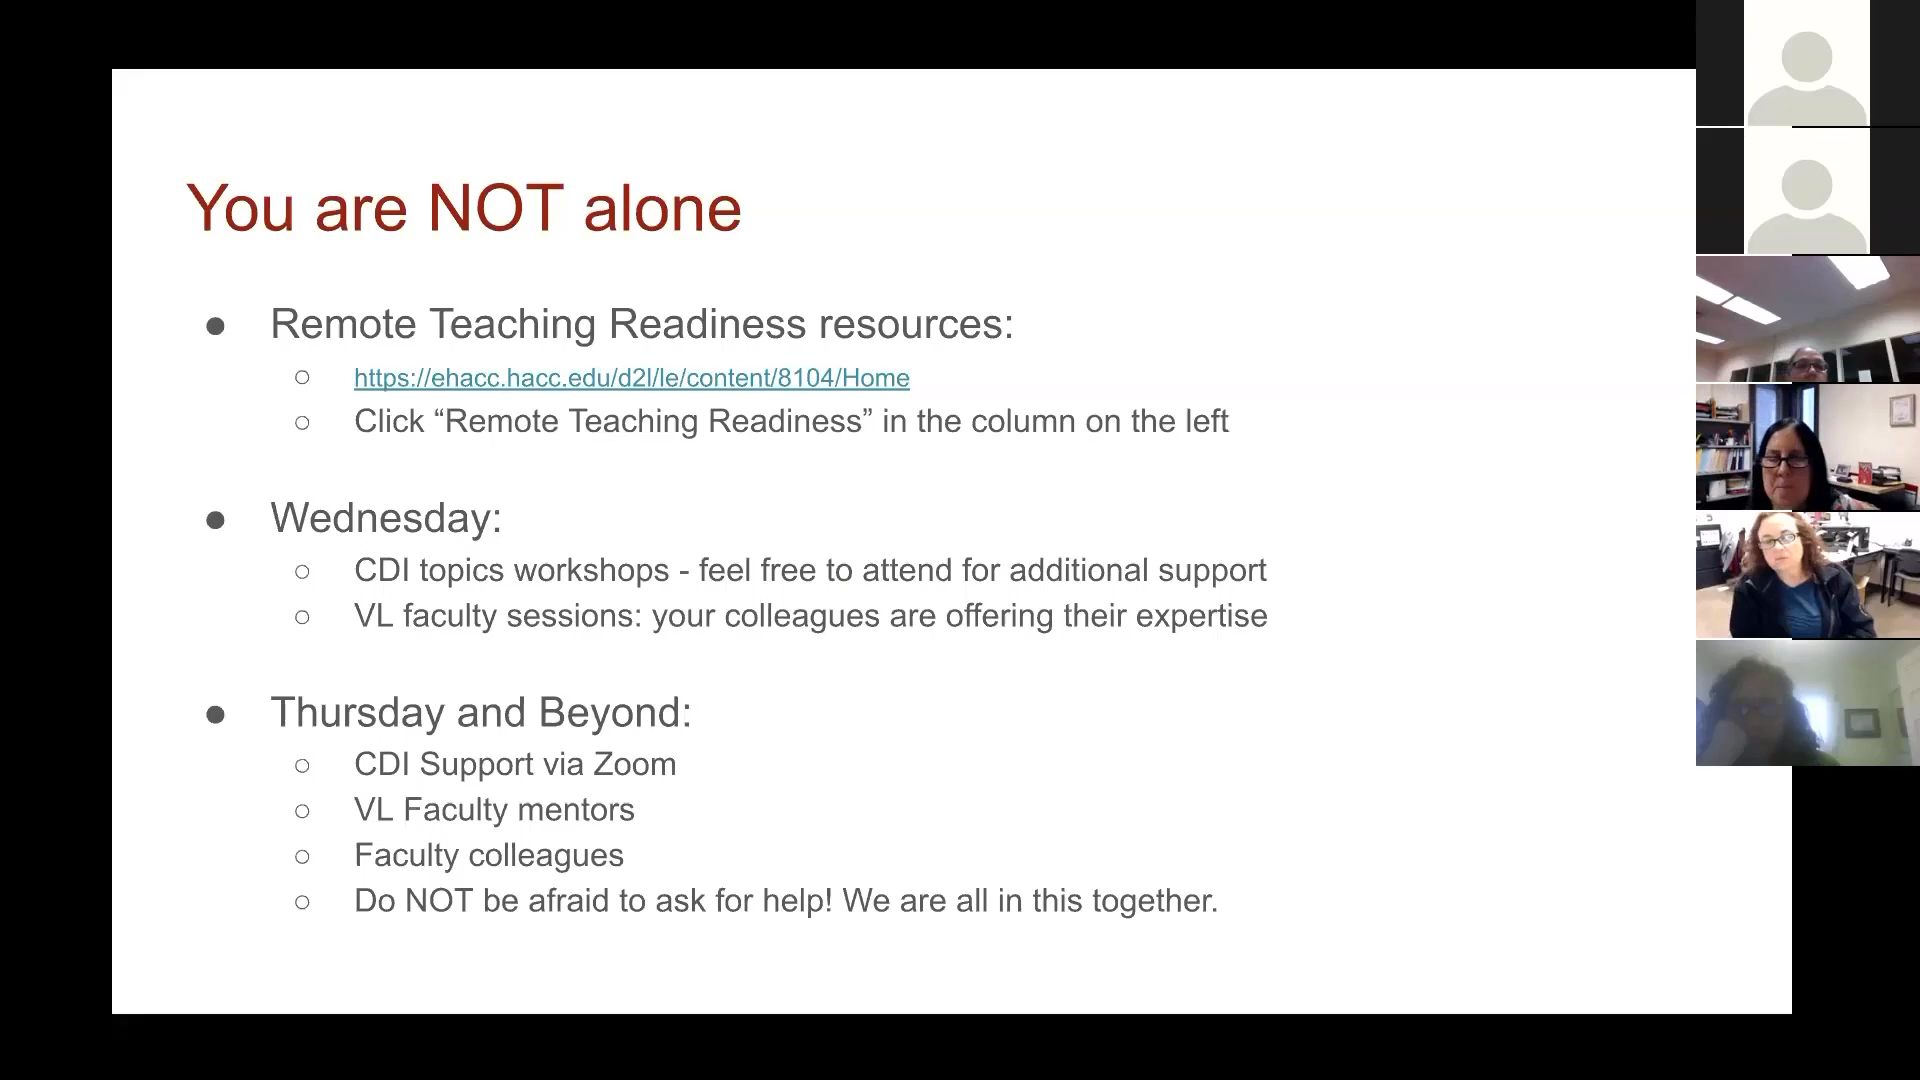 You are NOT alone
● Remote Teaching Readiness resources:
○ https://ehacc.hacc.edu/d2l/le/content/8104/Home
○ Click “Remote Teaching Readiness” in the column on the left
● Wednesday:
○ CDI topics workshops - feel free to attend for additional support
○ VL faculty sessions: your colleagues are offering their expertise
● Thursday and Beyond:
○ CDI Support via Zoom
○ VL Faculty mentors
○ Faculty colleagues
○ Do NOT be afraid to ask for help! We are all in this together.